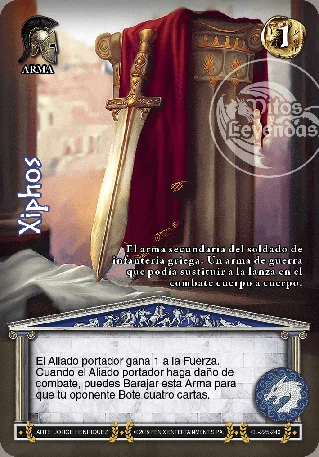 ARMA
1
Mitos
y
Leyendas
Xiphos
El arma secundaria del soldado de
infantería griega. Un arma de guerra
que podía sustituir a la lanza en el
combate cuerpo a cuerpo.
El Aliado portador gana 1 a la Fuerza.
Cuando el Aliado portador haga daño de
combate, puedes Barajar esta Arma para
que tu oponente Bote cuatro cartas.